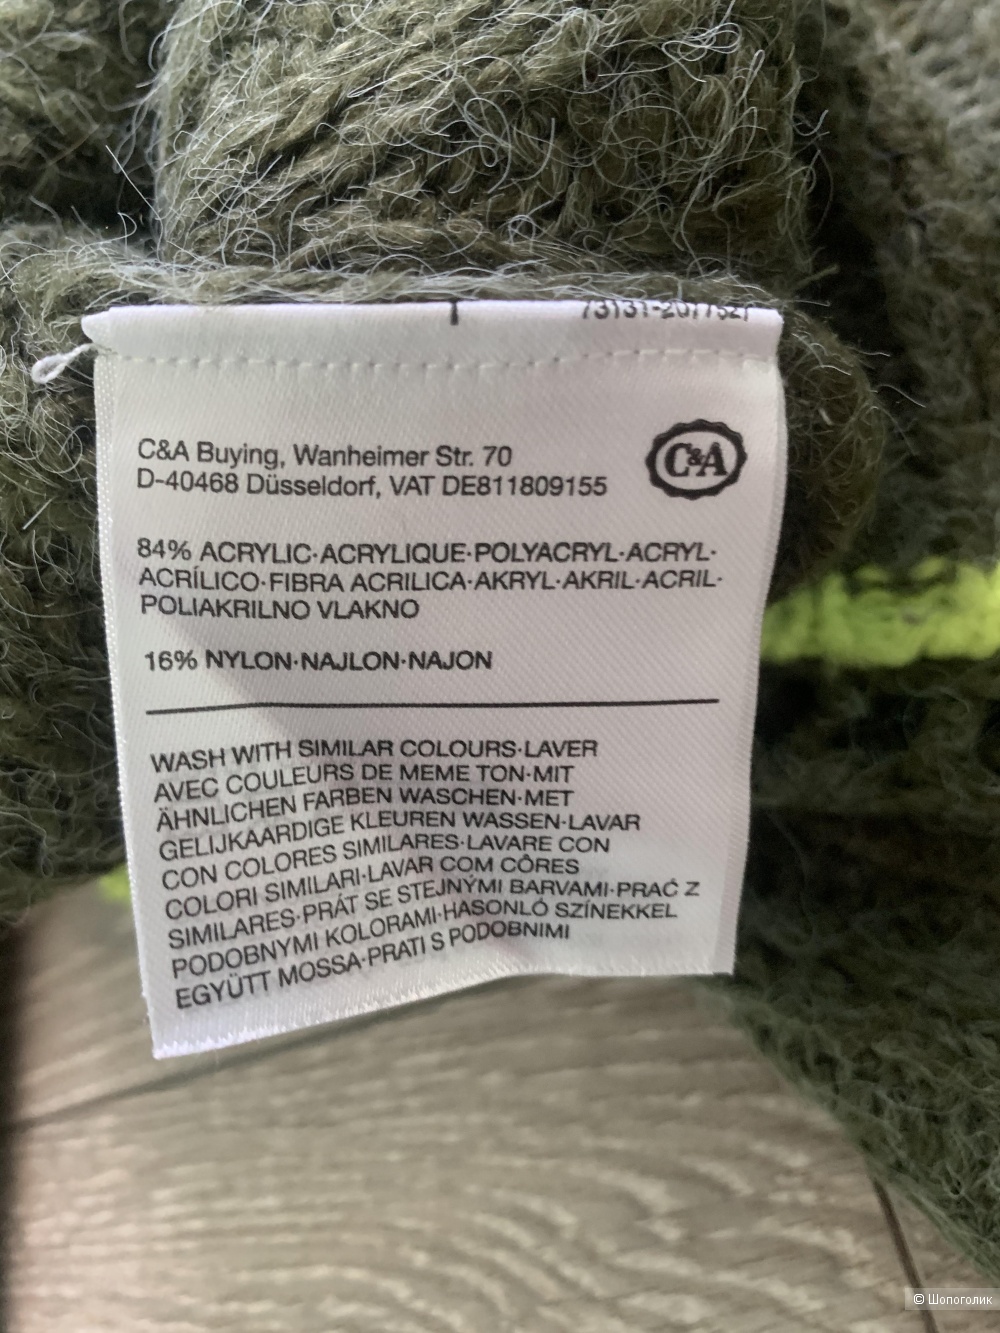 C&A Buying, Wanheimer Str. 70
D-40468 Düsseldorf, VAT DE811809155
C&A
84% ACRYLIC·ACRYLIQUE·POLYACRYL·ACRYL·
ACRÍLICO·FIBRA ACRILICA·AKRYL·AKRIL·ACRIL·
POLIAKRILNO VLAKNO
16% NYLON·NAJLON·NAJON
WASH WITH SIMILAR COLOURS·LAVER
AVEC COULEURS DE MEME TON·MIT
ÄHNLICHEN FARBEN WASCHEN·MET
GELIJKAARDIGE KLEUREN WASSEN·LAVAR
CON COLORES SIMILARES·LAVARE CON
COLORI SIMILARI·LAVAR COM CÔRES
SIMILARES·PRÁT SE STEJNÝMI BARVAMI·PRAĆ Z
PODOBNYMI KOLORAMI·HASONLÓ SZÍNEKKEL
EGYÜTT MOSSA·PRATI S PODOBNIMI
© Шопоголик